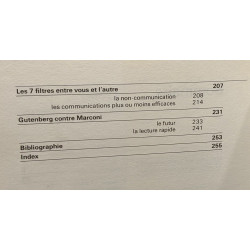 Les 7 filtres entre vous et l'autre 207
la non-communication 208
les communications plus ou moins efficaces 214
Gutenberg contre Marconi 231
le futur 233
la lecture rapide 241
Bibliographie 253
Index 255